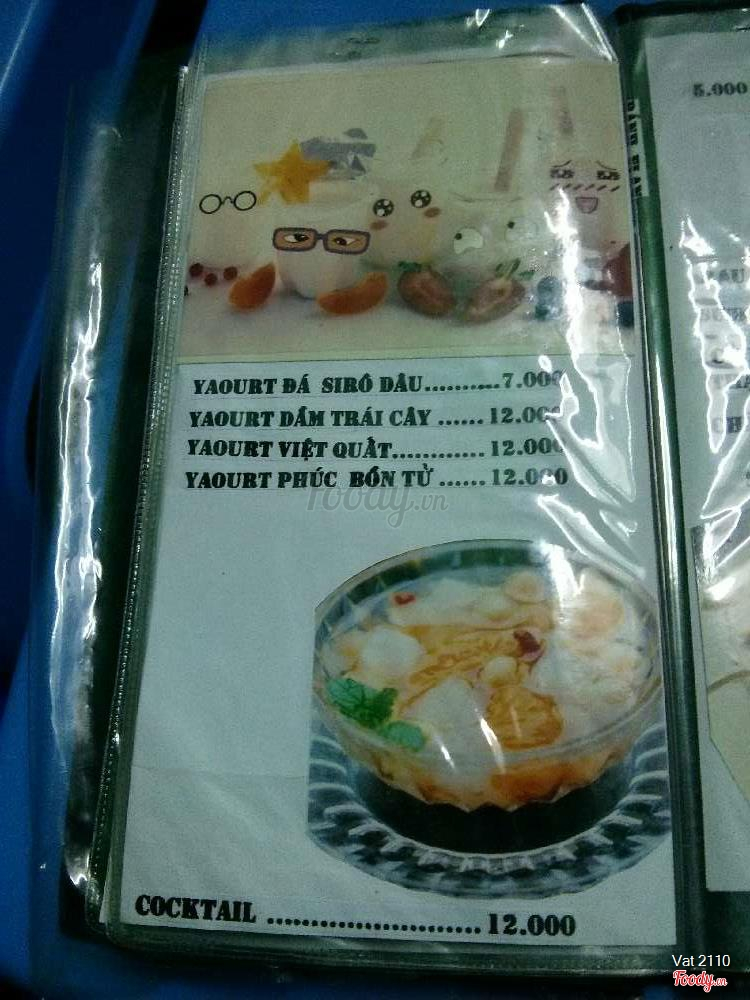 YAOURT ĐÁ SIRÔ DÂU..........7.000
YAOURT DẦM TRÁI CÂY ......12.000
YAOURT VIỆT QUẤT............12.000
YAOURT PHÚC BỒN TỬ ......12.000
Foody.vn
COCKTAIL ........................12.000
5.000
Vat 2110
Foody.vn